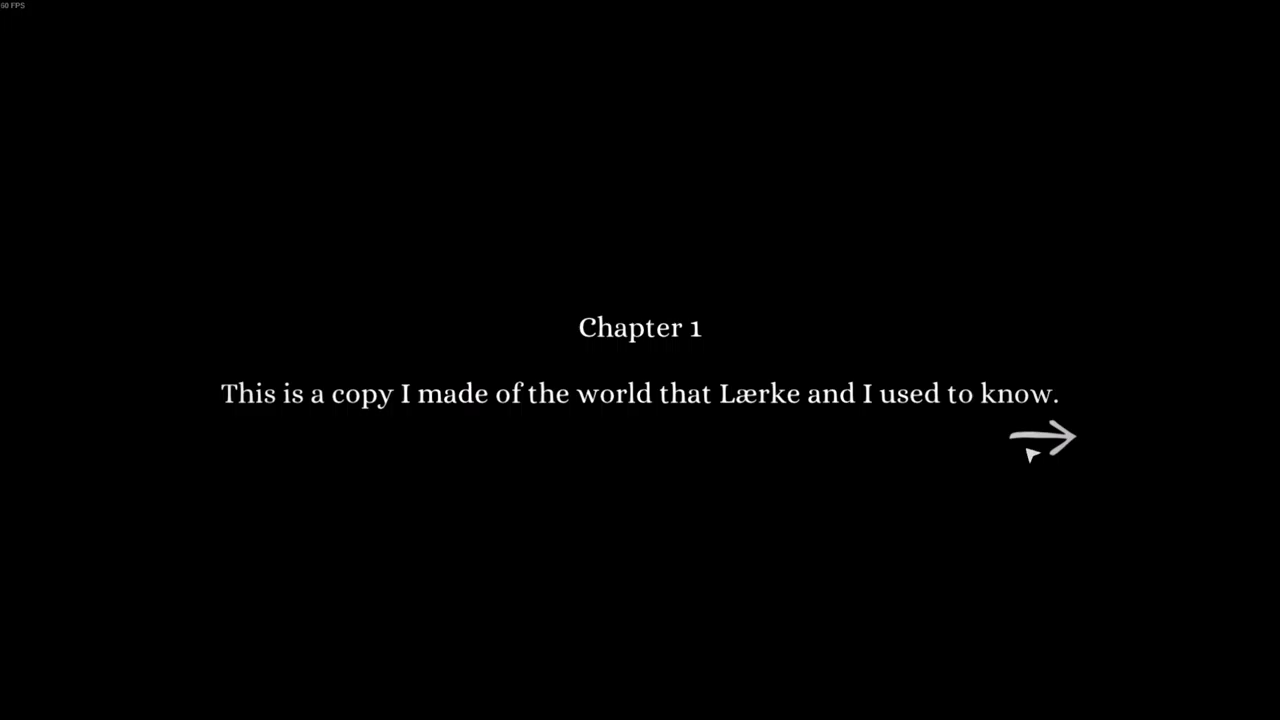 60 FPS
Chapter 1
This is a copy I made of the world that Lærke and I used to know.